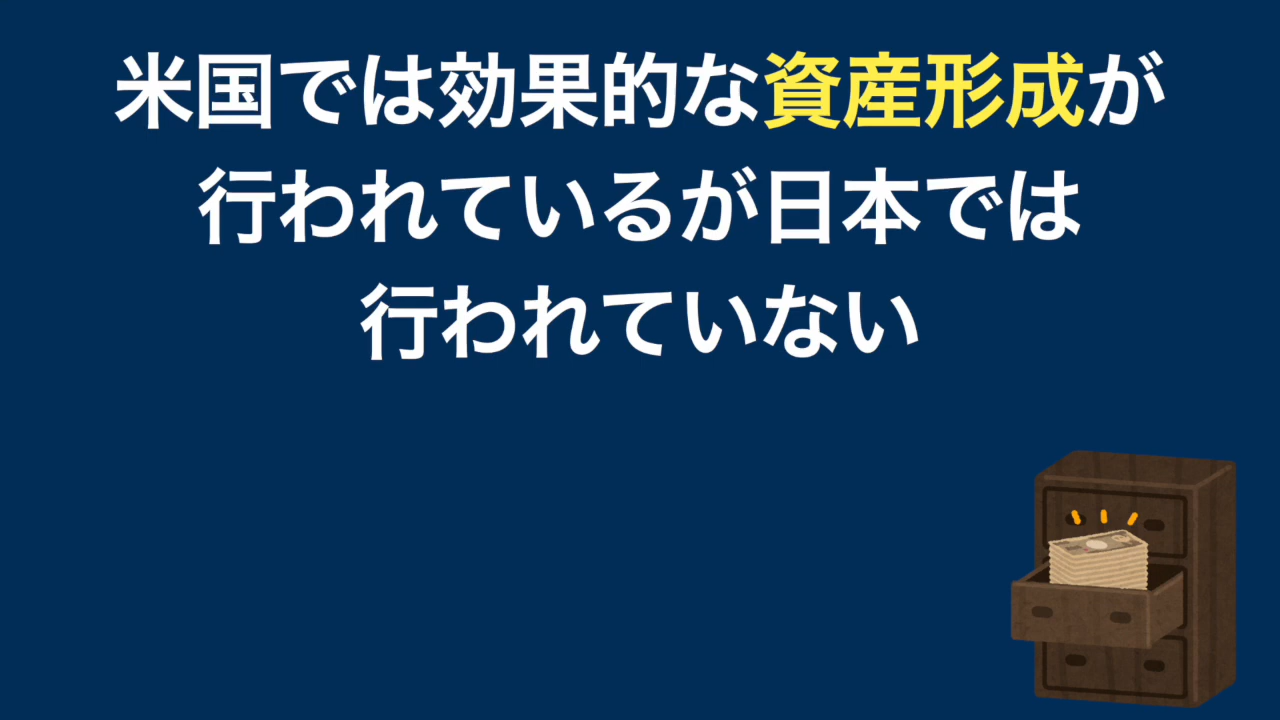 米国では効果的な資産形成が
行われているが日本では
行われていない